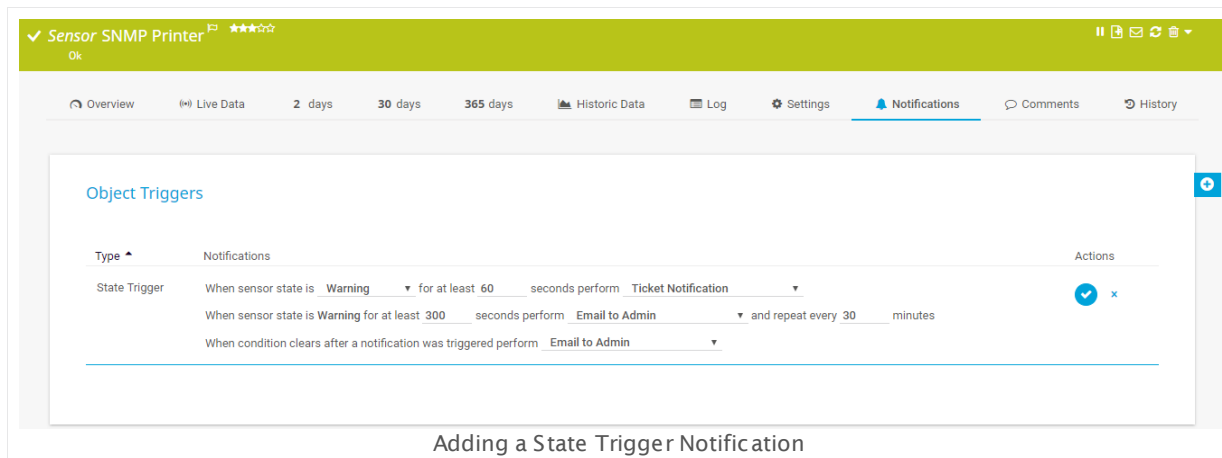 Sensor SNMP Printer
Ok
Overview Live Data 2 days 30 days 365 days Historic Data Log Settings Notifications Comments History
Object Triggers
Type Notifications Actions
State Trigger When sensor state is Warning for at least 60 seconds perform Ticket Notification
When sensor state is Warning for at least 300 seconds perform Email to Admin and repeat every 30 minutes
When condition clears after a notification was triggered perform Email to Admin
Adding a State Trigger Notification